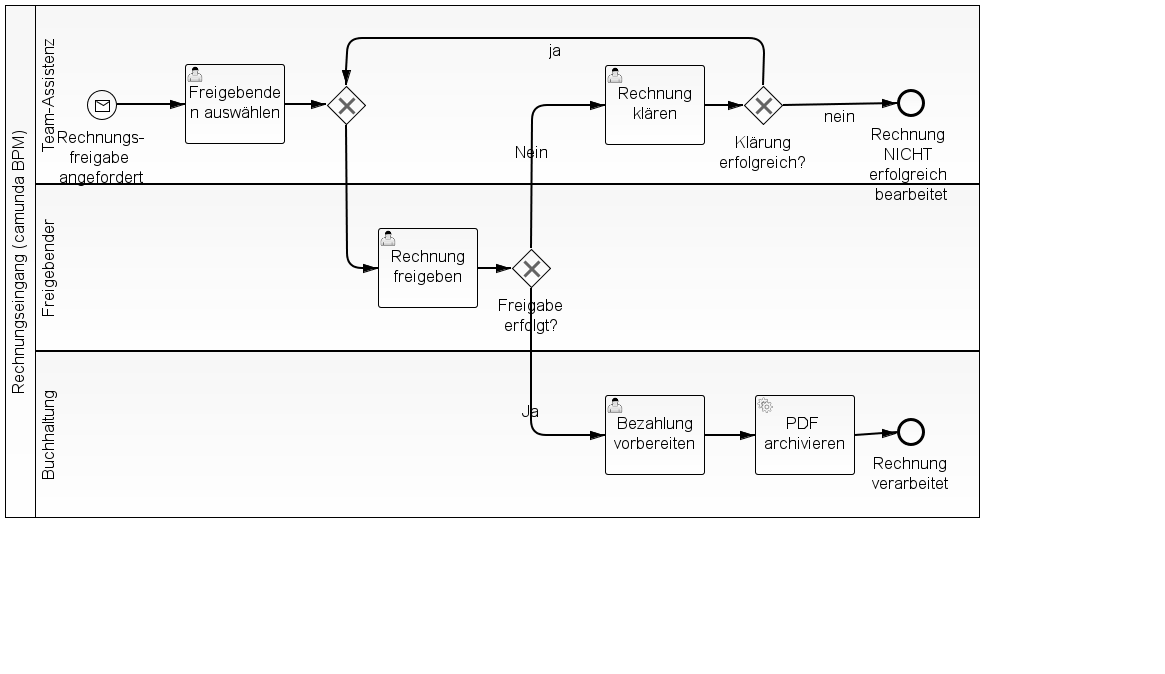 Rechnungseingang (camunda BPM)
Team-Assistenz
Rechnungs-
freigabe
angefordert
Freigebende
n auswählen
ja
Nein
Rechnung
klären
Klärung
erfolgreich?
nein
Rechnung
NICHT
erfolgreich
bearbeitet
Freigebender
Rechnung
freigeben
Freigabe
erfolgt?
Buchhaltung
Ja
Bezahlung
vorbereiten
PDF
archivieren
Rechnung
verarbeitet